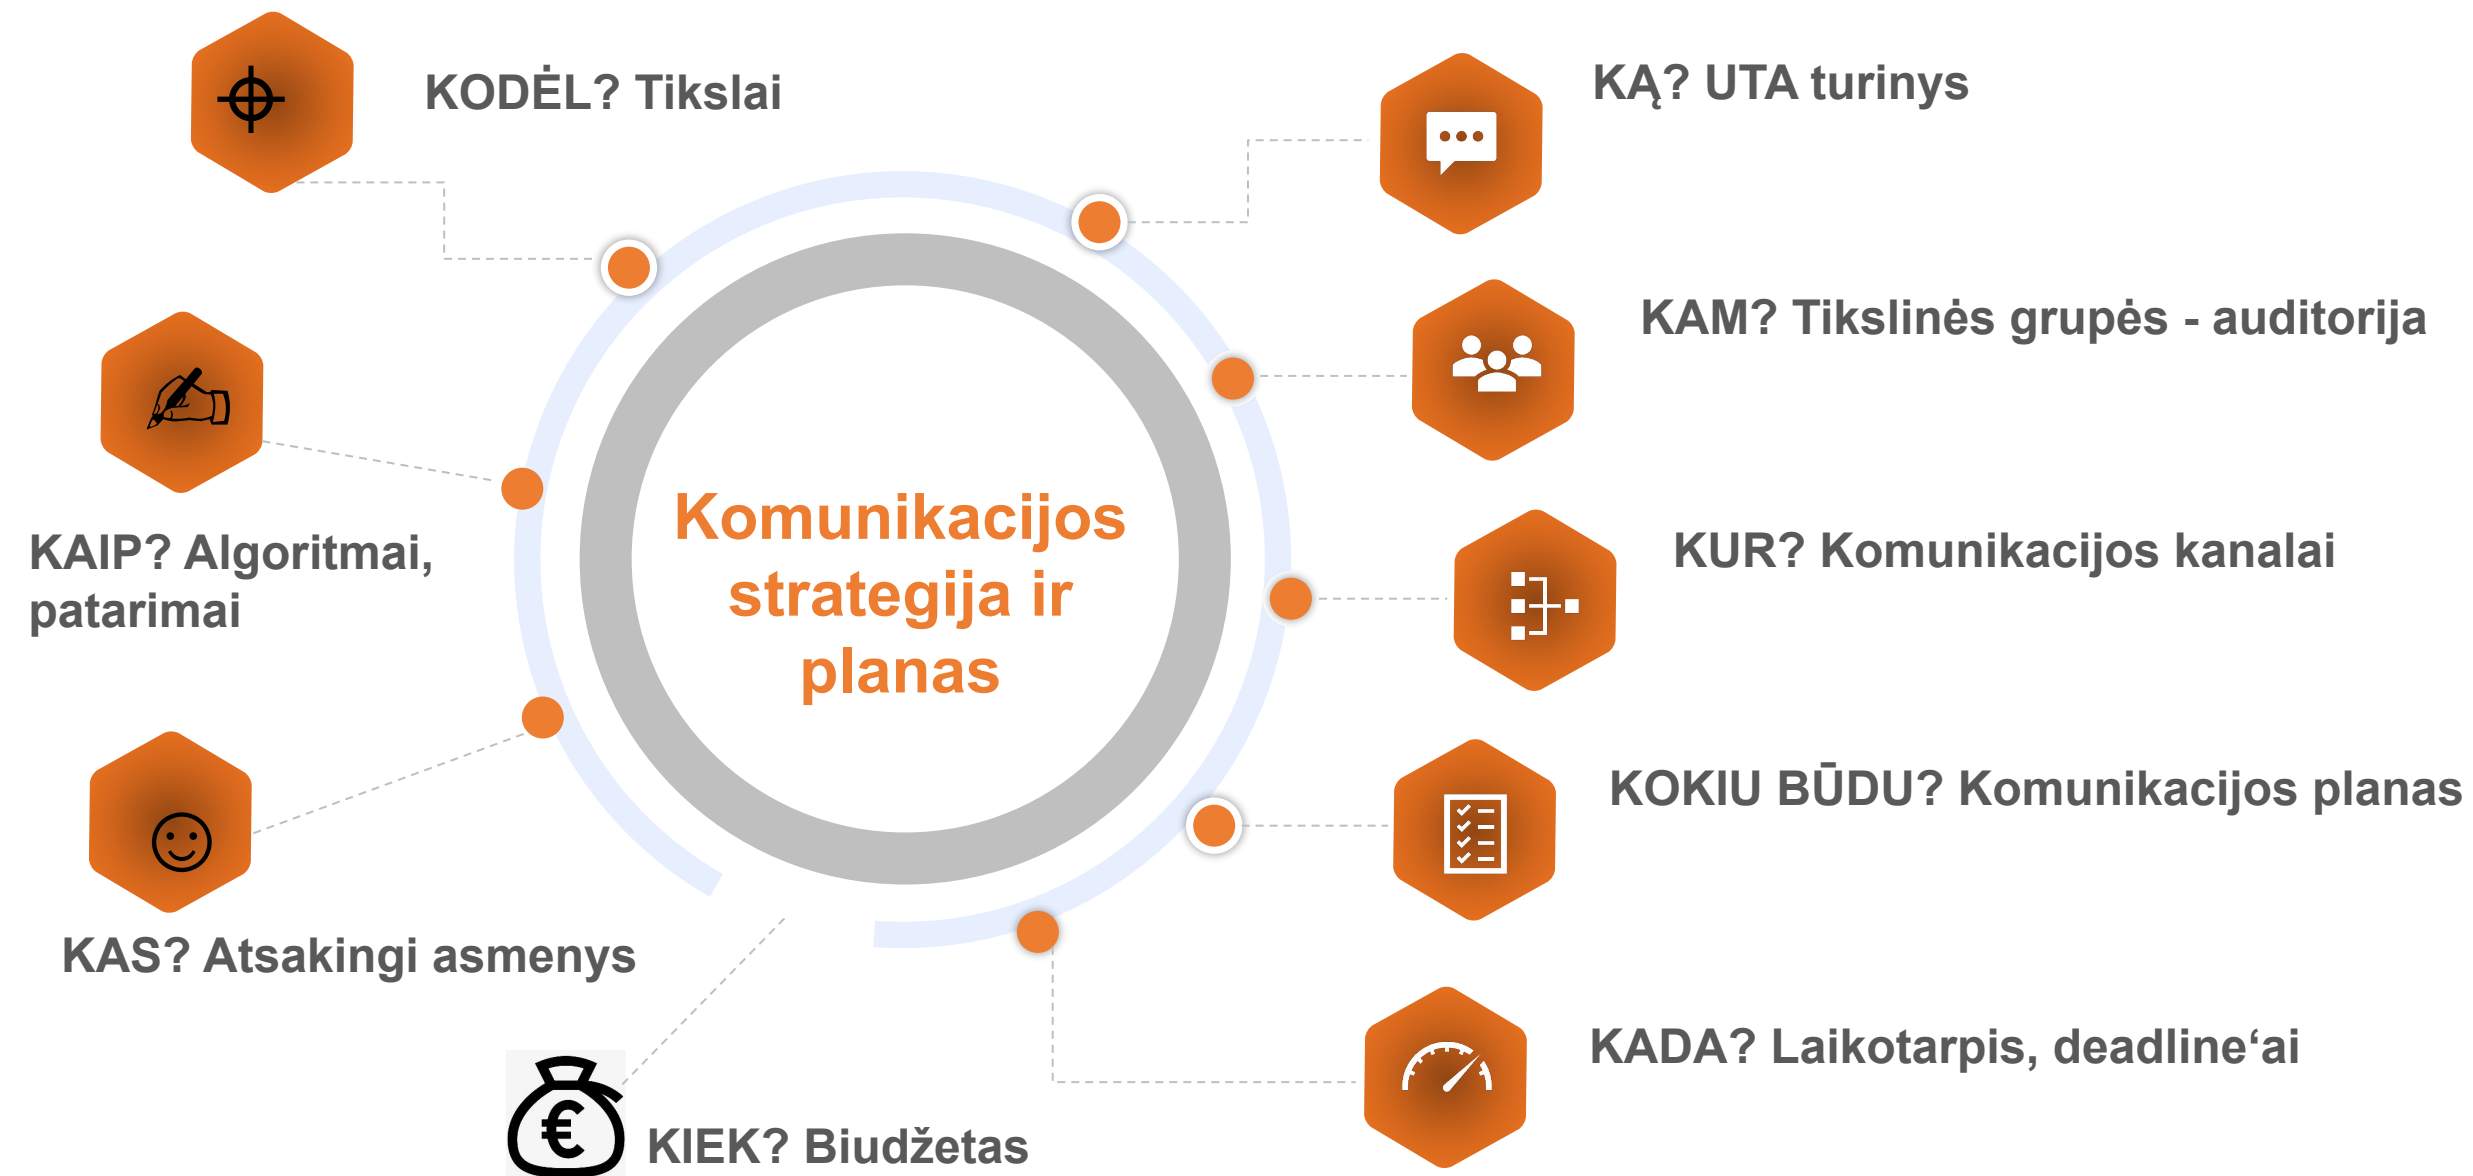 KODĖL? Tikslai
KĄ? UTA turinys
KAM? Tikslinės grupės - auditorija
KUR? Komunikacijos kanalai
KOKIU BŪDU? Komunikacijos planas
KADA? Laikotarpis, deadline‘ai
KIEK? Biudžetas
KAS? Atsakingi asmenys
KAIP? Algoritmai,
patarimai
Komunikacijos
strategija ir
planas
€